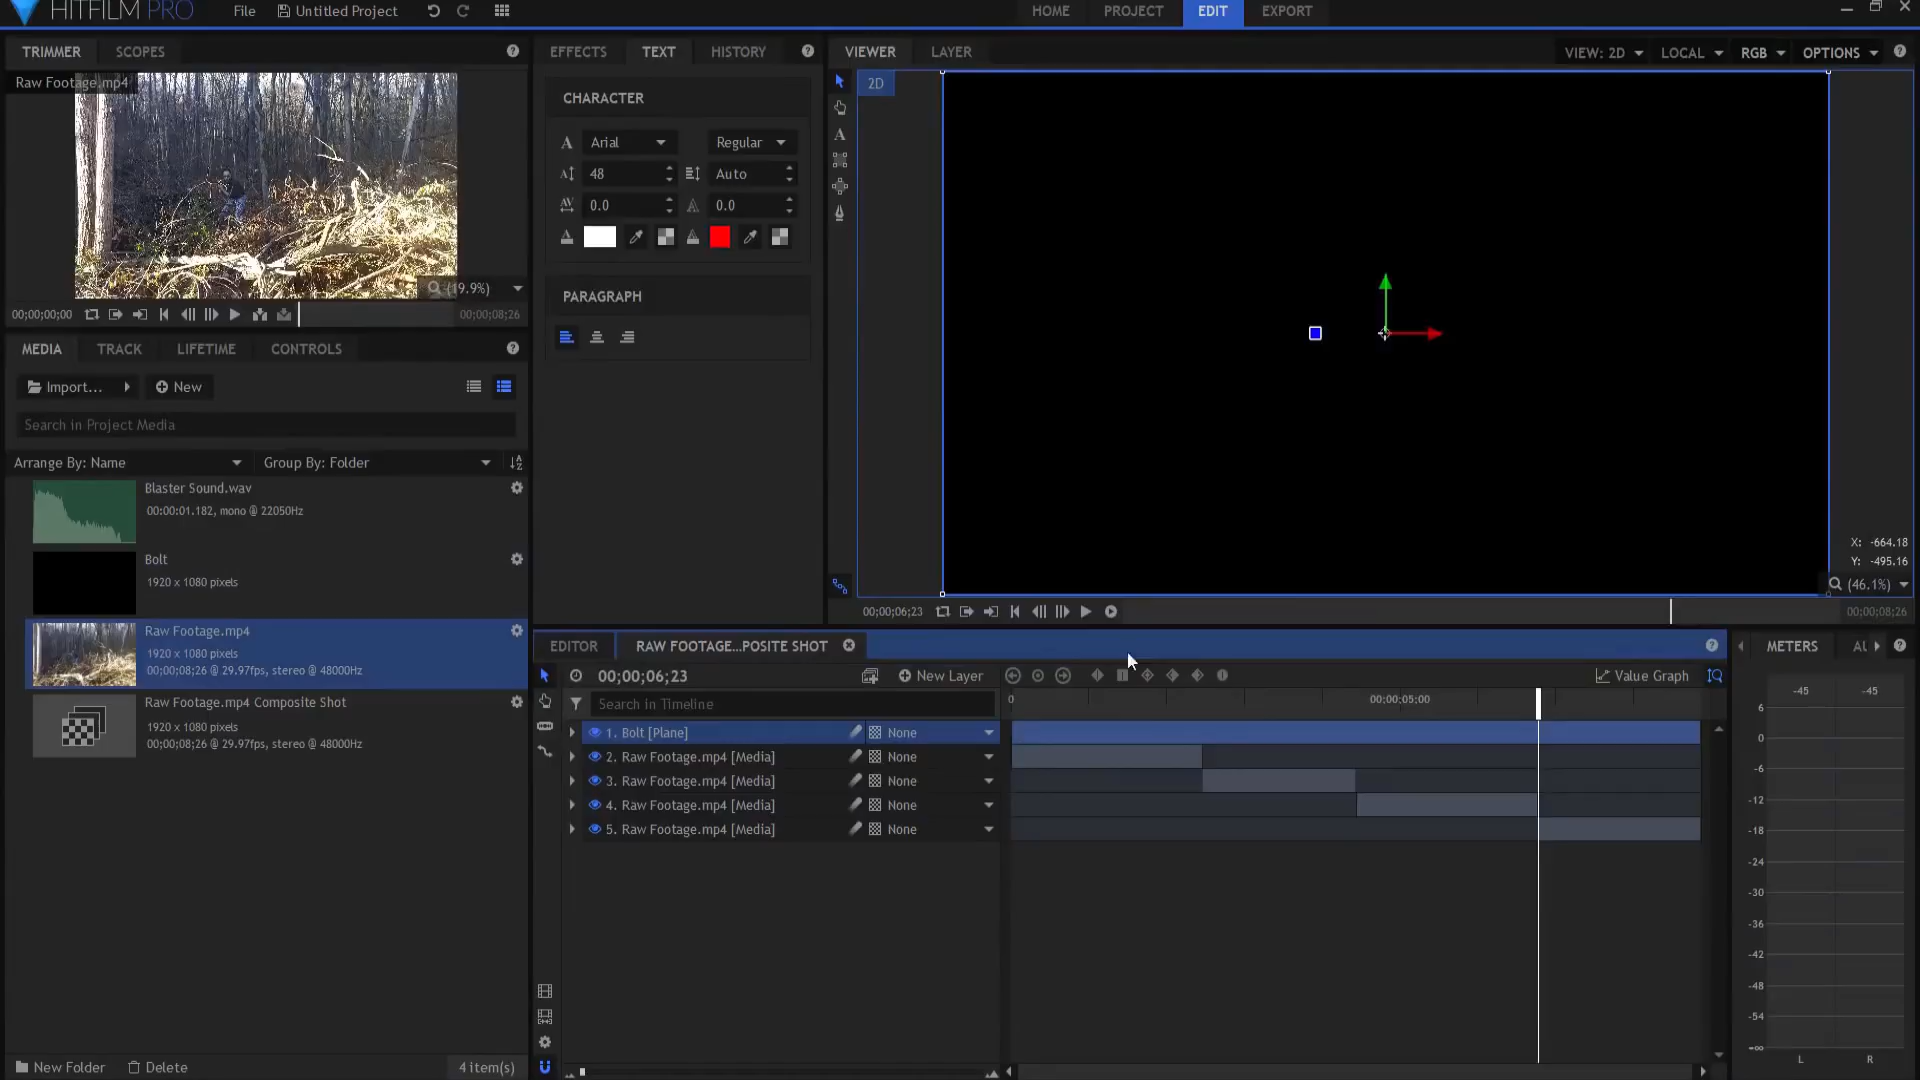 HITFILM PRO
File
Untitled Project
HOME
PROJECT
EDIT
EXPORT
TRIMMER
SCOPES
Raw Footage.mp4
(19.9%)
00;00;00;00
00;00;08;26
EFFECTS
TEXT
HISTORY
CHARACTER
Arial
Regular
48
Auto
0.0
0.0
PARAGRAPH
VIEWER
LAYER
VIEW: 2D
LOCAL
RGB
OPTIONS
2D
X: -664.18
Y: -495.16
(46.1%)
00;00;06;23
00;00;08;26
MEDIA
TRACK
LIFETIME
CONTROLS
Import...
New
Search in Project Media
Arrange By: Name
Group By: Folder
Blaster Sound.wav
00:00:01.182, mono @ 22050Hz
Bolt
1920 x 1080 pixels
Raw Footage.mp4
1920 x 1080 pixels
00;00;08;26 @ 29.97fps, stereo @ 48000Hz
Raw Footage.mp4 Composite Shot
1920 x 1080 pixels
00;00;08;26 @ 29.97fps, stereo @ 48000Hz
New Folder
Delete
4 item(s)
EDITOR
RAW FOOTAGE...POSITE SHOT
00;00;06;23
New Layer
Value Graph
Search in Timeline
0
00;00;05;00
1. Bolt [Plane]
None
2. Raw Footage.mp4 [Media]
None
3. Raw Footage.mp4 [Media]
None
4. Raw Footage.mp4 [Media]
None
5. Raw Footage.mp4 [Media]
None
METERS
AU
-45
-45
6
0
-6
-12
-18
-24
-30
-36
-42
-48
-54
-∞
L
R